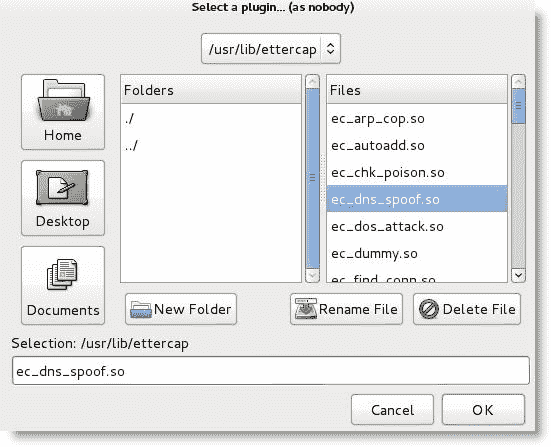 Select a plugin... (as nobody)
/usr/lib/ettercap
Home
Desktop
Documents
Folders
./
../
Files
ec_arp_cop.so
ec_autoadd.so
ec_chk_poison.so
ec_dns_spoof.so
ec_dos_attack.so
ec_dummy.so
ec_find_conn.so
New Folder
Rename File
Delete File
Selection: /usr/lib/ettercap
ec_dns_spoof.so
Cancel
OK